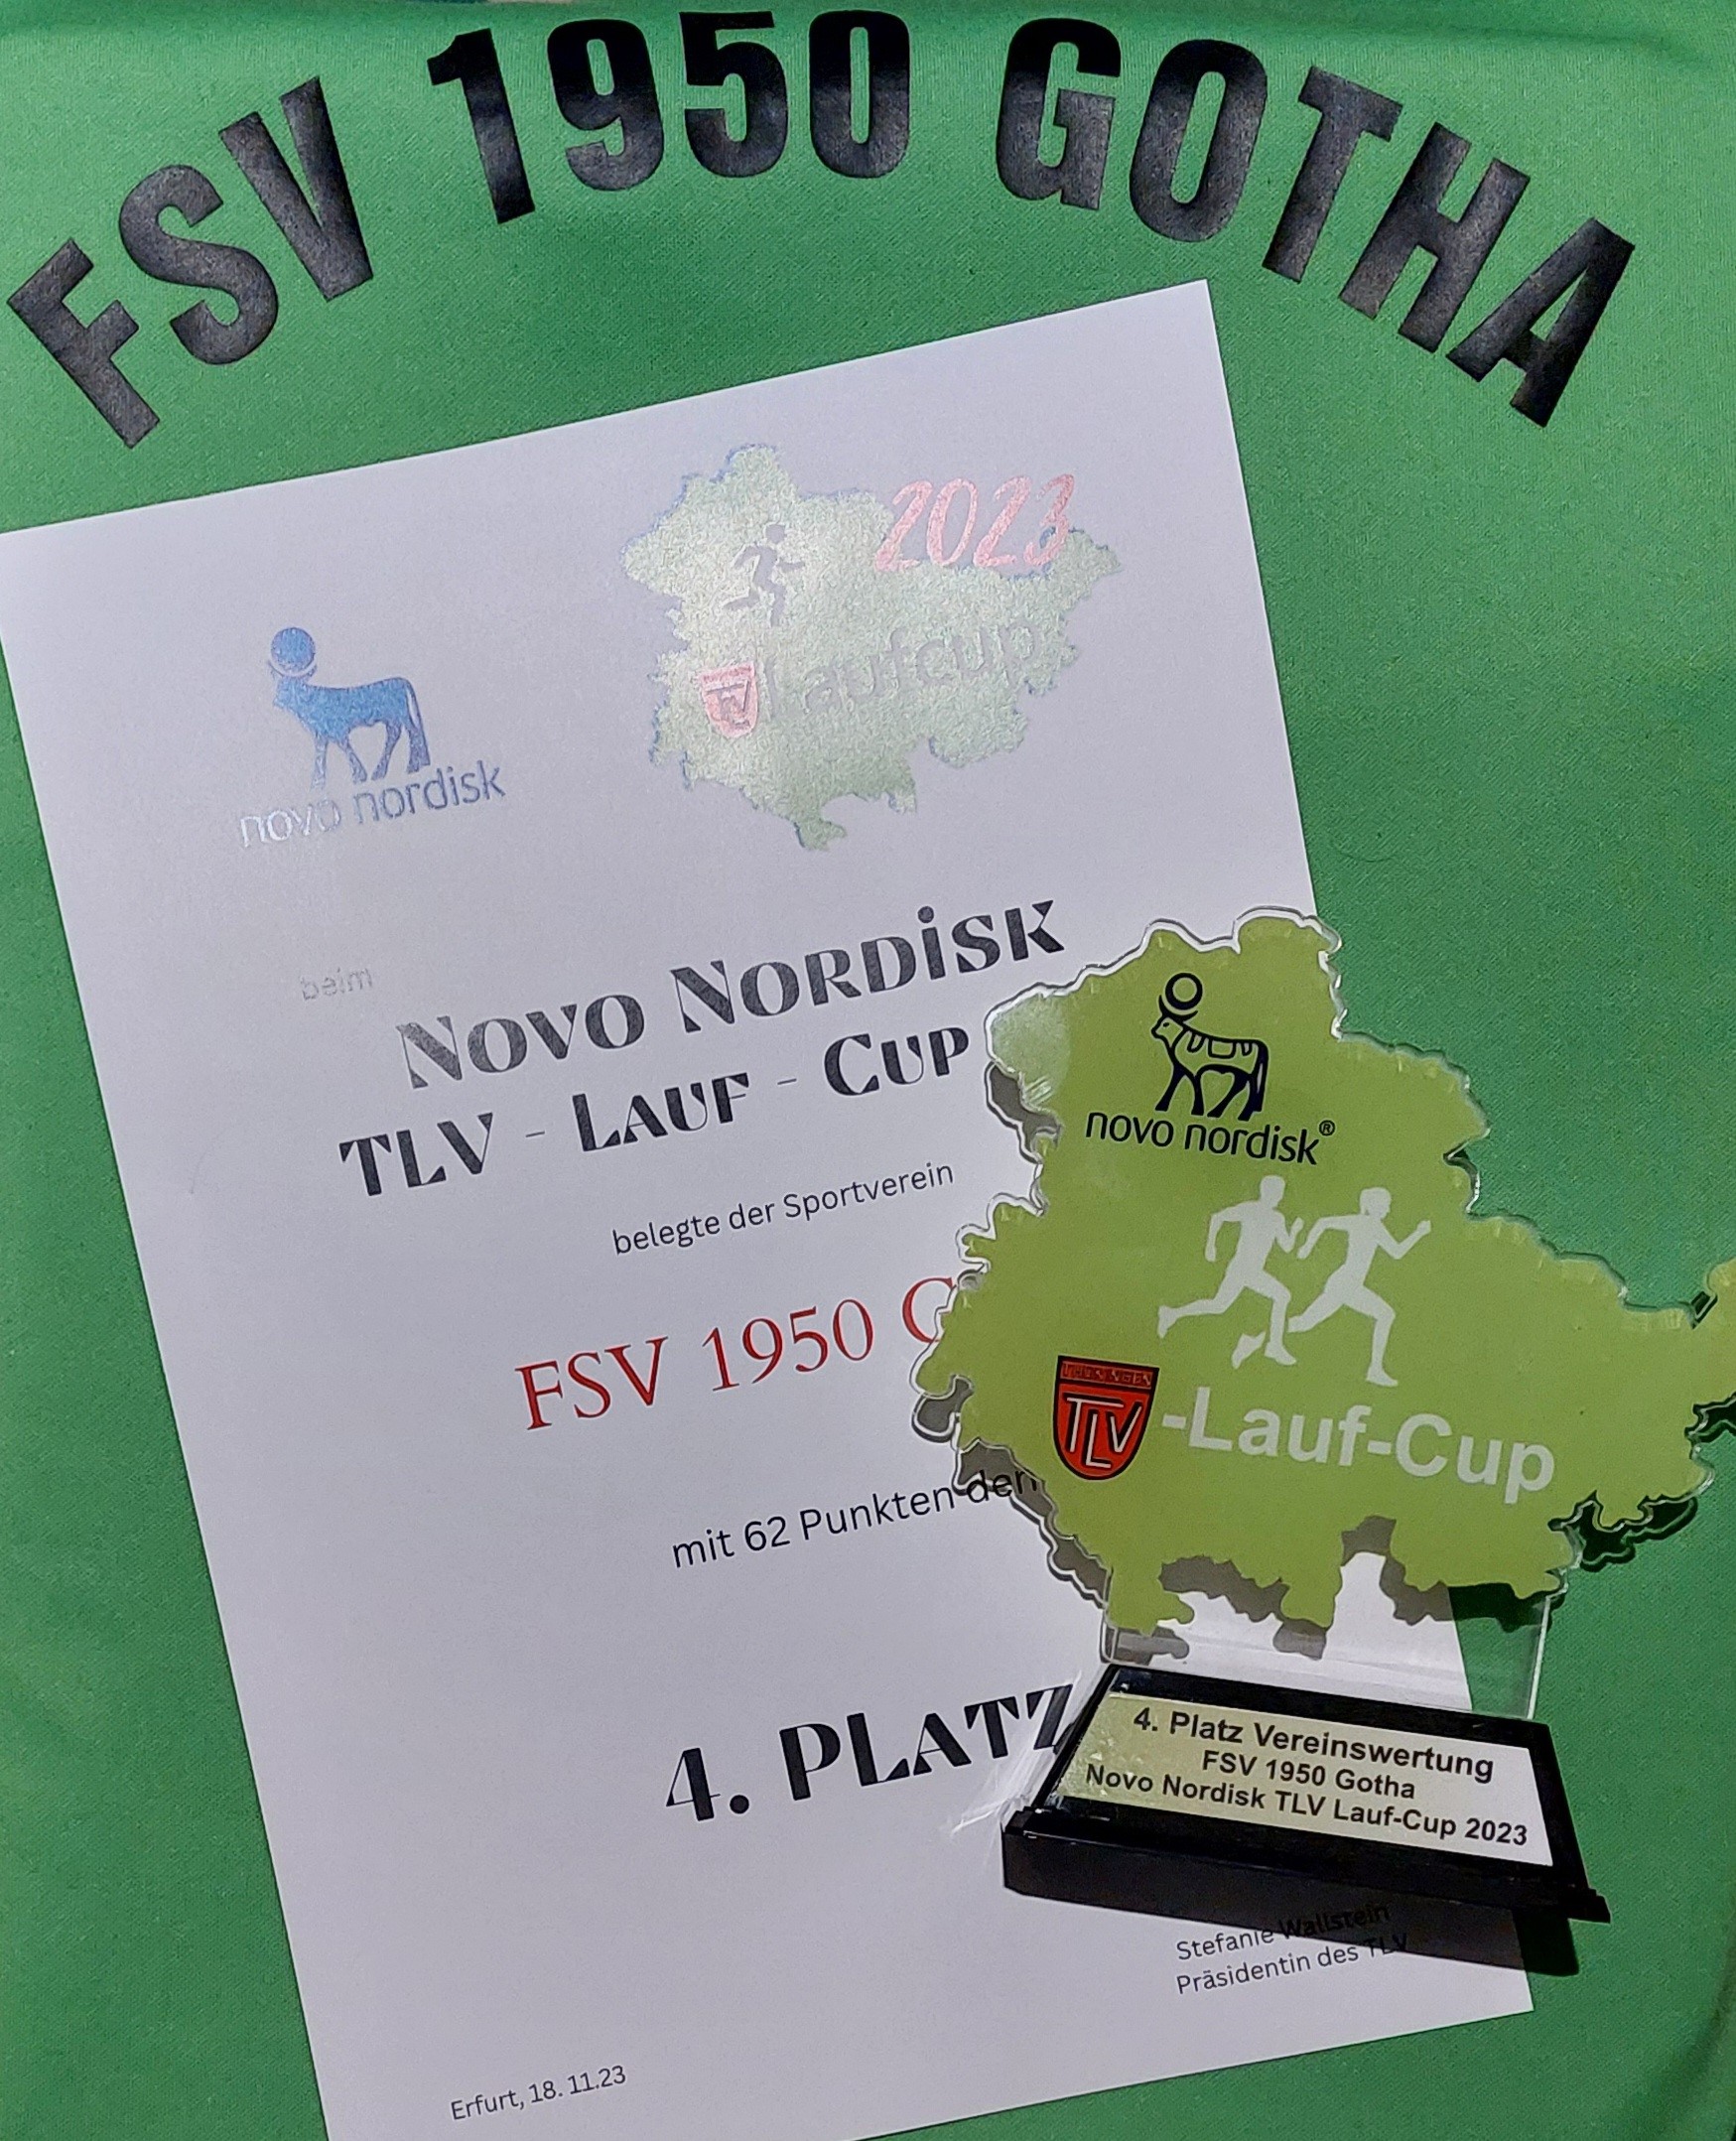 FSV 1950 GOTHA
2023
Laufcup
novo nordisk
beim
Novo Nordisk
TLV - Lauf - Cup
belegte der Sportverein
FSV 1950
mit 62 Punkten den
4. Platz
Stefanie Wallstein
Präsidentin des TLV
Erfurt, 18. 11.23
novo nordisk®
THÜRINGEN
TLV -Lauf-Cup
4. Platz Vereinswertung
FSV 1950 Gotha
Novo Nordisk TLV Lauf-Cup 2023